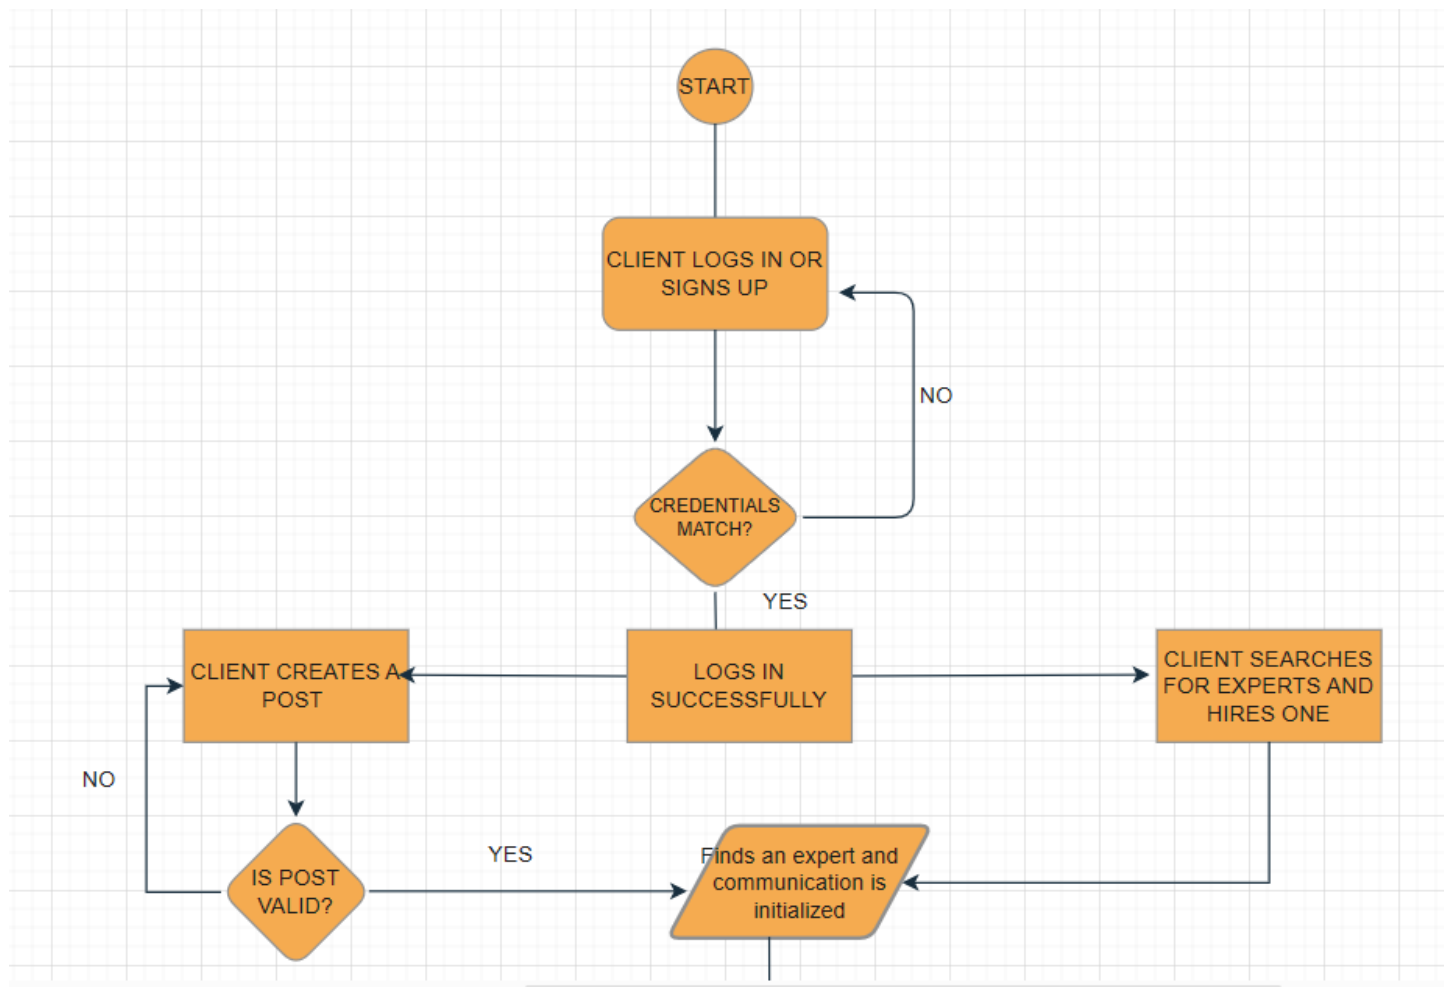 START
CLIENT LOGS IN OR
SIGNS UP
NO
CREDENTIALS
MATCH?
YES
CLIENT CREATES A
POST
LOGS IN
SUCCESSFULLY
CLIENT SEARCHES
FOR EXPERTS AND
HIRES ONE
NO
IS POST
VALID?
YES
Finds an expert and
communication is
initialized